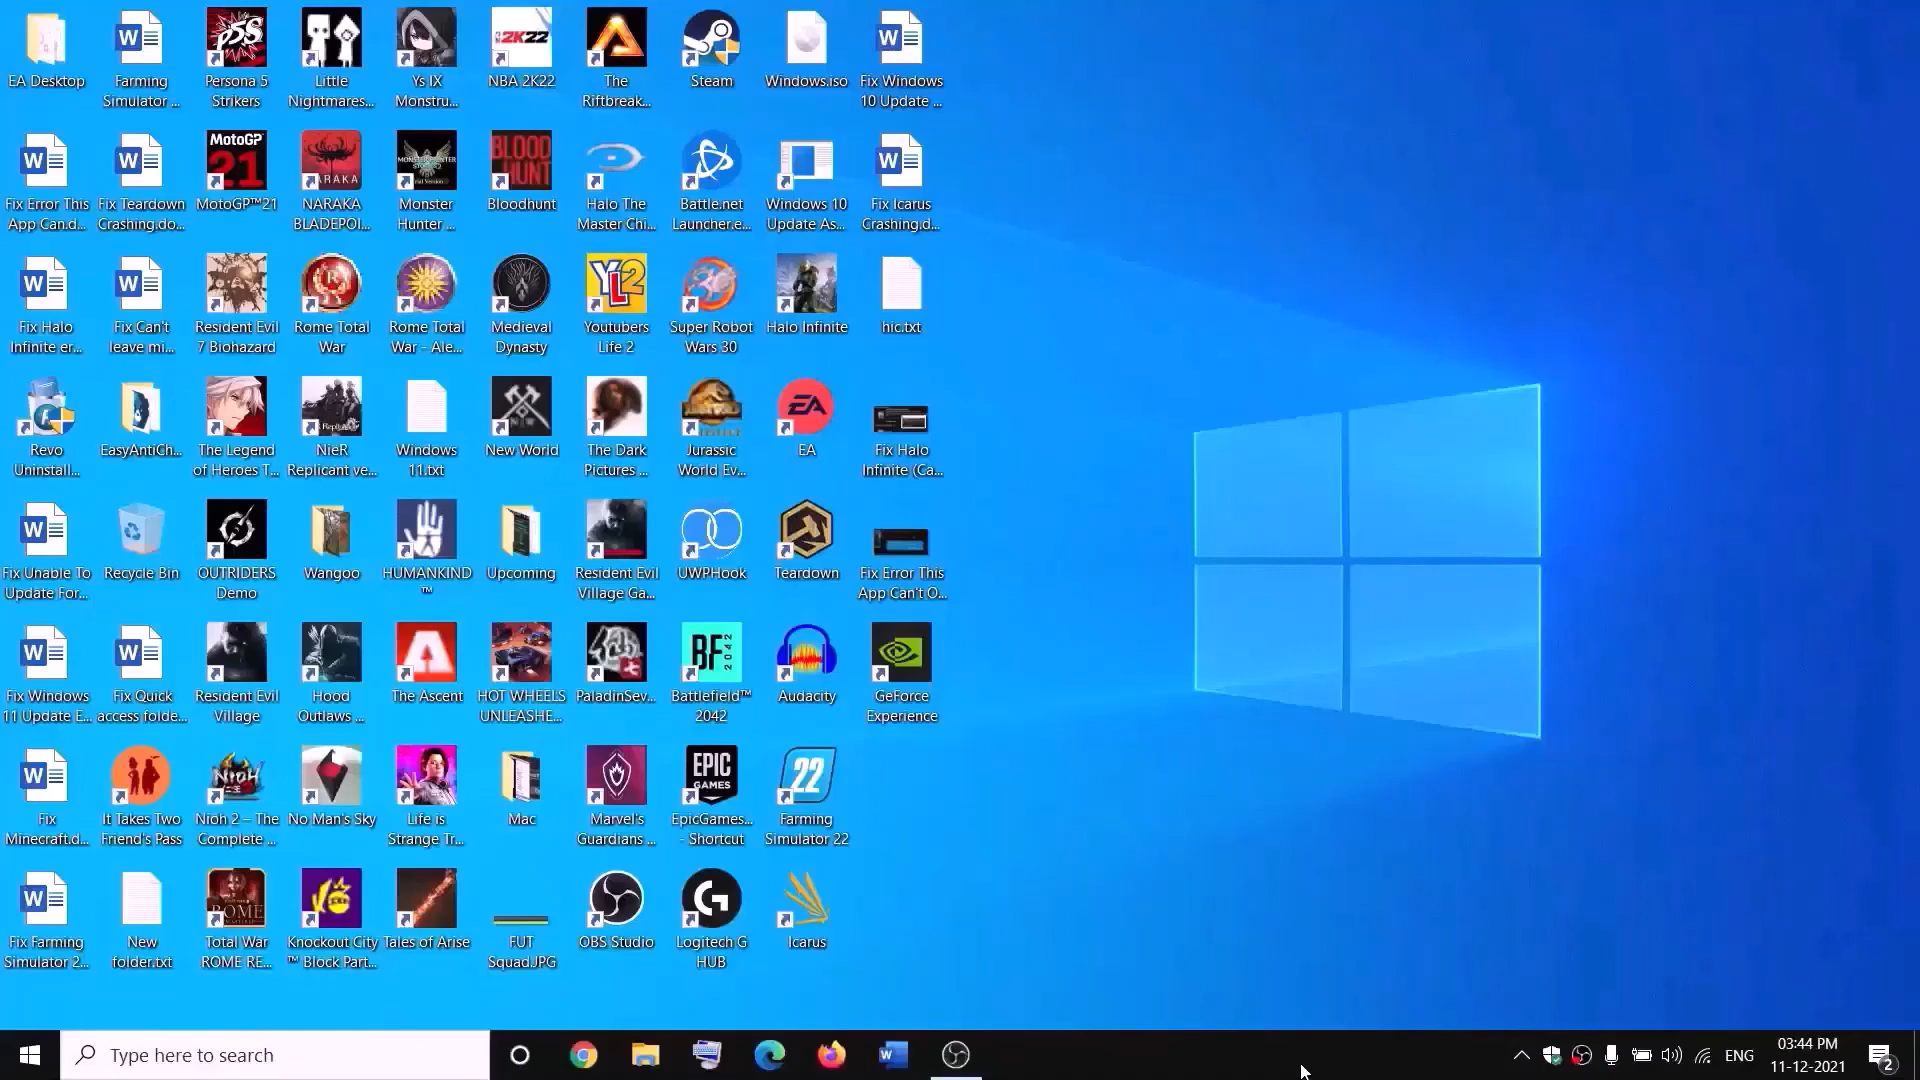 EA Desktop
Farming
Simulator ...
Persona 5
Strikers
Little
Nightmares...
Ys IX
Monstru...
NBA 2K22
The
Riftbreak...
Steam
Windows.iso
Fix Windows
10 Update ...
Fix Error This
App Can.d...
Fix Teardown
Crashing.do...
MotoGP™21
NARAKA
BLADEPOI...
Monster
Hunter ...
Bloodhunt
Halo The
Master Chi...
Battle.net
Launcher.e...
Windows 10
Update As...
Fix Icarus
Crashing.d...
Fix Halo
Infinite er...
Fix Can't
leave mi...
Resident Evil
7 Biohazard
Rome Total
War
Rome Total
War - Ale...
Medieval
Dynasty
Youtubers
Life 2
Super Robot
Wars 30
Halo Infinite
hic.txt
Revo
Uninstall...
EasyAntiCh...
The Legend
of Heroes T...
NieR
Replicant ve...
Windows
11.txt
New World
The Dark
Pictures ...
Jurassic
World Ev...
EA
Fix Halo
Infinite (Ca...
Fix Unable To
Update For...
Recycle Bin
OUTRIDERS
Demo
Wangoo
HUMANKIND
™
Upcoming
Resident Evil
Village Ga...
UWPHook
Teardown
Fix Error This
App Can't O...
Fix Windows
11 Update E...
Fix Quick
access folde...
Resident Evil
Village
Hood
Outlaws ...
The Ascent
HOT WHEELS
UNLEASHE...
PaladinSev...
Battlefield™
2042
Audacity
GeForce
Experience
Fix
Minecraft.d...
It Takes Two
Friend's Pass
Nioh 2 – The
Complete ...
No Man's Sky
Life is
Strange Tr...
Mac
Marvel's
Guardians ...
EpicGames...
- Shortcut
Farming
Simulator 22
Fix Farming
Simulator 2...
New
folder.txt
Total War
ROME RE...
Knockout City
™ Block Part...
Tales of Arise
FUT
Squad.JPG
OBS Studio
Logitech G
HUB
Icarus
Type here to search
ENG
03:44 PM
11-12-2021
2